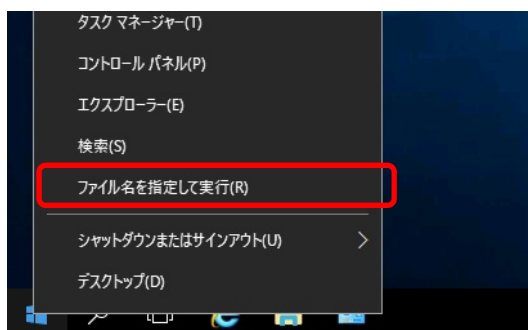 タスク マネージャー(T)
コントロール パネル(P)
エクスプローラー(E)
検索(S)
ファイル名を指定して実行(R)
シャットダウンまたはサインアウト(U)
デスクトップ(D)